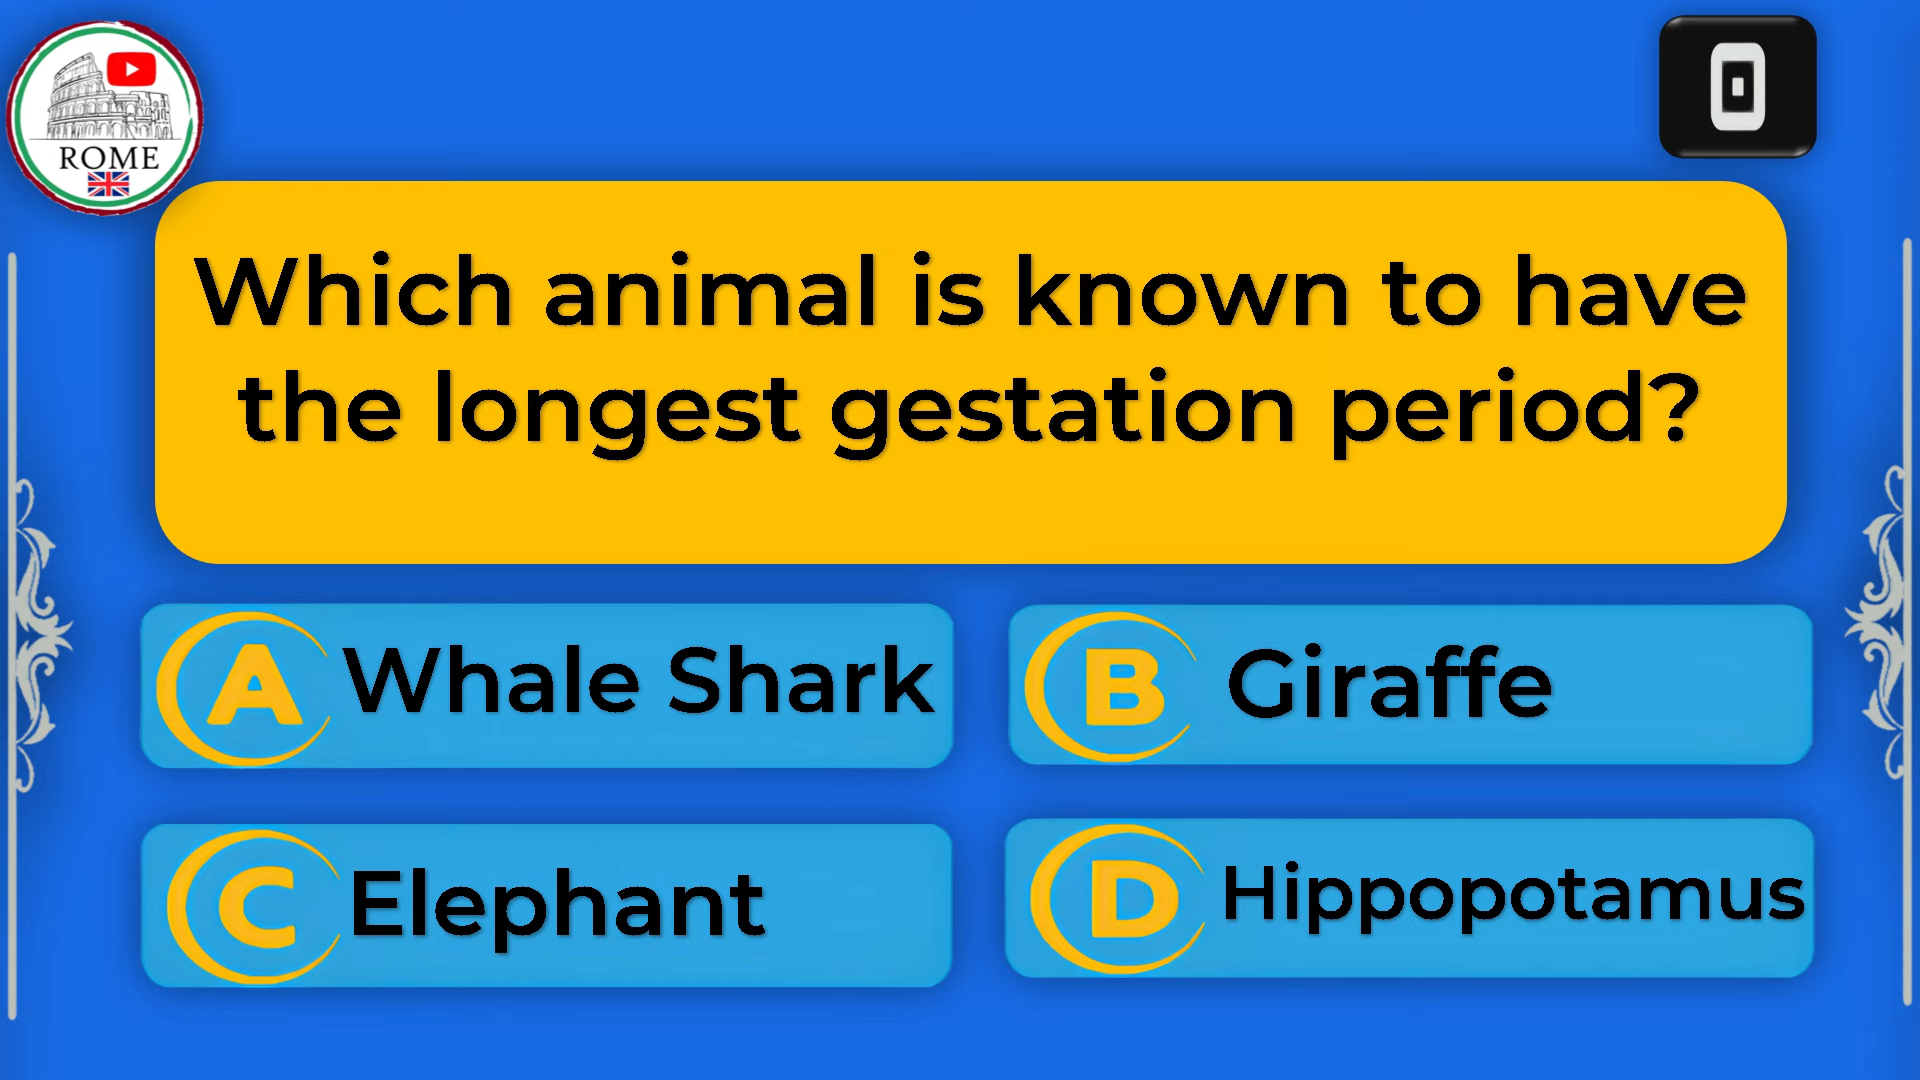 ROME
0
Which animal is known to have
the longest gestation period?
A Whale Shark
B Giraffe
C Elephant
D Hippopotamus